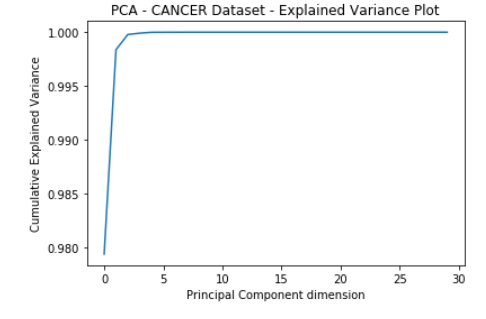 PCA - CANCER Dataset - Explained Variance Plot
1.000
0.995
0.990
0.985
0.980
Cumulative Explained Variance
0 5 10 15 20 25 30
Principal Component dimension